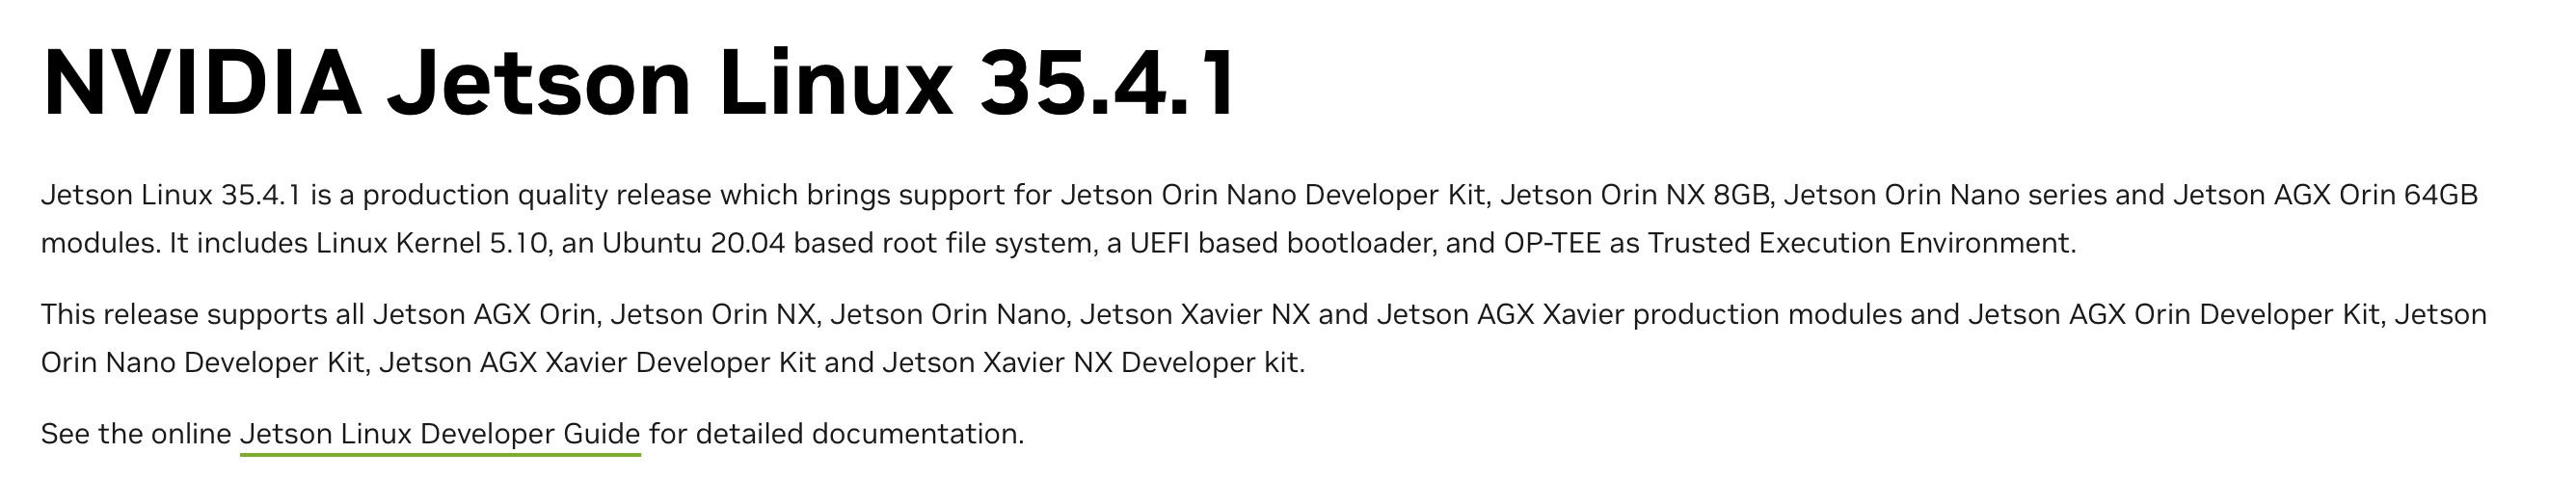 NVIDIA Jetson Linux 35.4.1
Jetson Linux 35.4.1 is a production quality release which brings support for Jetson Orin Nano Developer Kit, Jetson Orin NX 8GB, Jetson Orin Nano series and Jetson AGX Orin 64GB
modules. It includes Linux Kernel 5.10, an Ubuntu 20.04 based root file system, a UEFI based bootloader, and OP-TEE as Trusted Execution Environment.
This release supports all Jetson AGX Orin, Jetson Orin NX, Jetson Orin Nano, Jetson Xavier NX and Jetson AGX Xavier production modules and Jetson AGX Orin Developer Kit, Jetson
Orin Nano Developer Kit, Jetson AGX Xavier Developer Kit and Jetson Xavier NX Developer kit.
See the online Jetson Linux Developer Guide for detailed documentation.